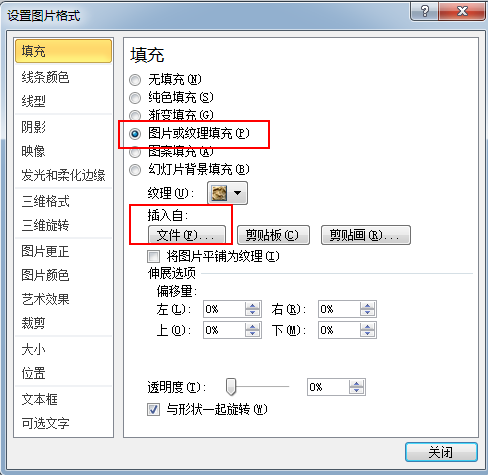 设置图片格式
填充
线条颜色
线型
阴影
映像
发光和柔化边缘
三维格式
三维旋转
图片更正
图片颜色
艺术效果
裁剪
大小
位置
文本框
可选文字
填充
无填充(N)
纯色填充(S)
渐变填充(G)
图片或纹理填充(P)
图案填充(A)
幻灯片背景填充(B)
纹理(U):
插入自:
文件(F)... 剪贴板(C) 剪贴画(R)...
将图片平铺为纹理(I)
伸展选项
偏移量:
左(L): 0% 右(R): 0%
上(O): 0% 下(M): 0%
透明度(T): 0%
与形状一起旋转(W)
关闭